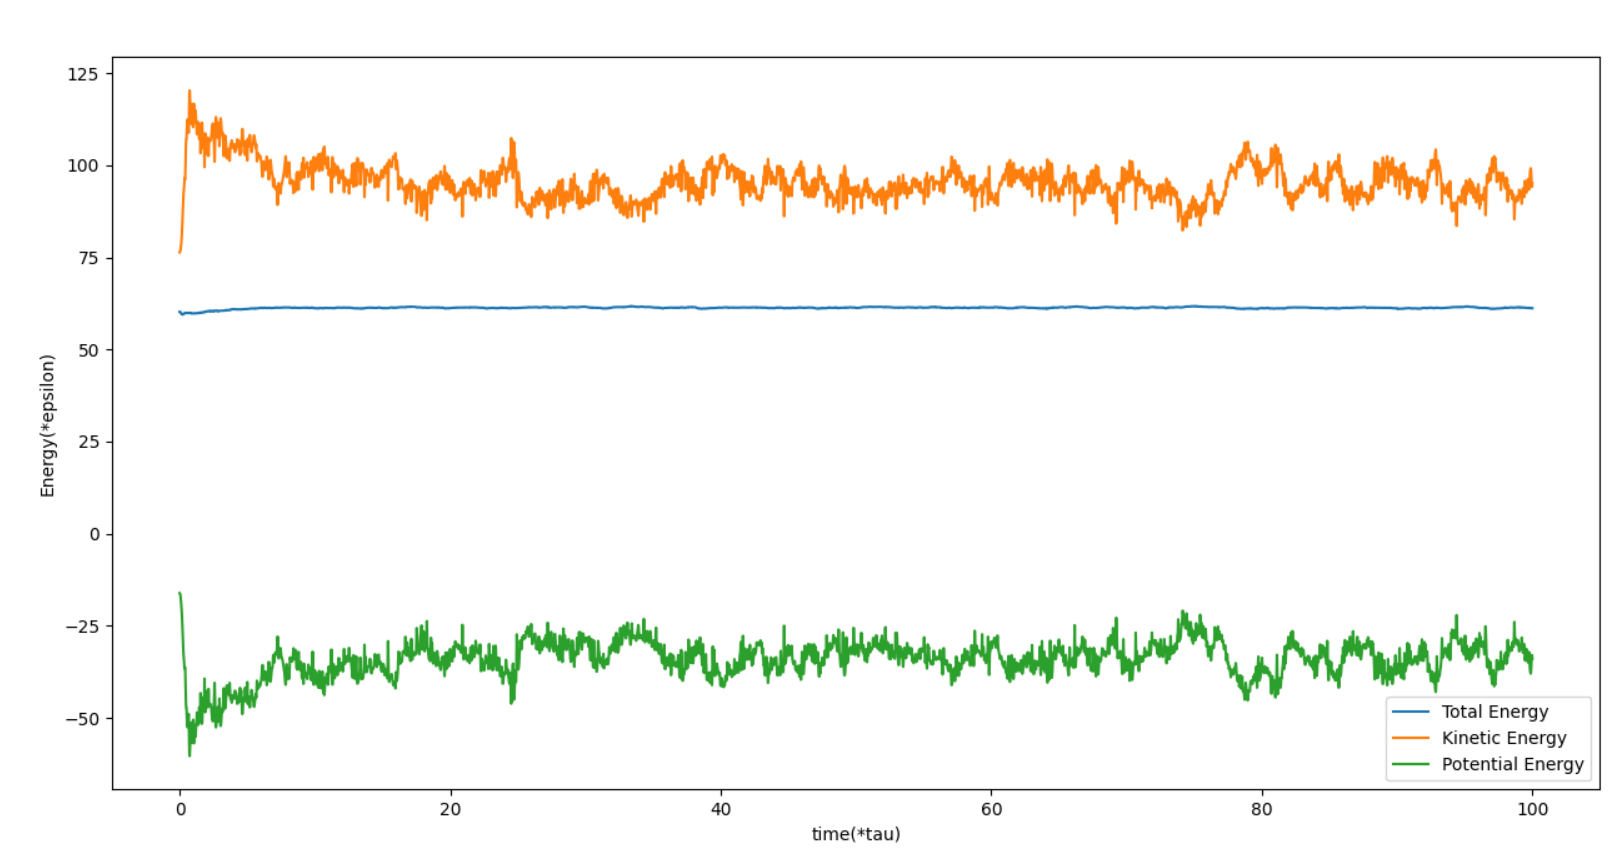 125
100
75
50
25
0
−25
−50
Energy(*epsilon)
0
20
40
60
80
100
time(*tau)
Total Energy
Kinetic Energy
Potential Energy